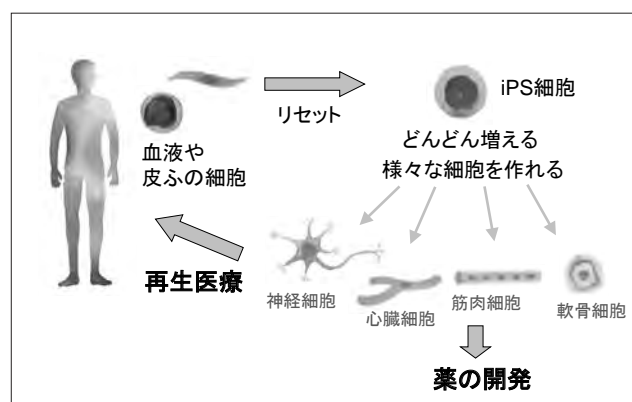 iPS細胞
リセット
どんどん増える
様々な細胞を作れる
血液や
皮ふの細胞
再生医療
神経細胞
心臓細胞
筋肉細胞
軟骨細胞
薬の開発